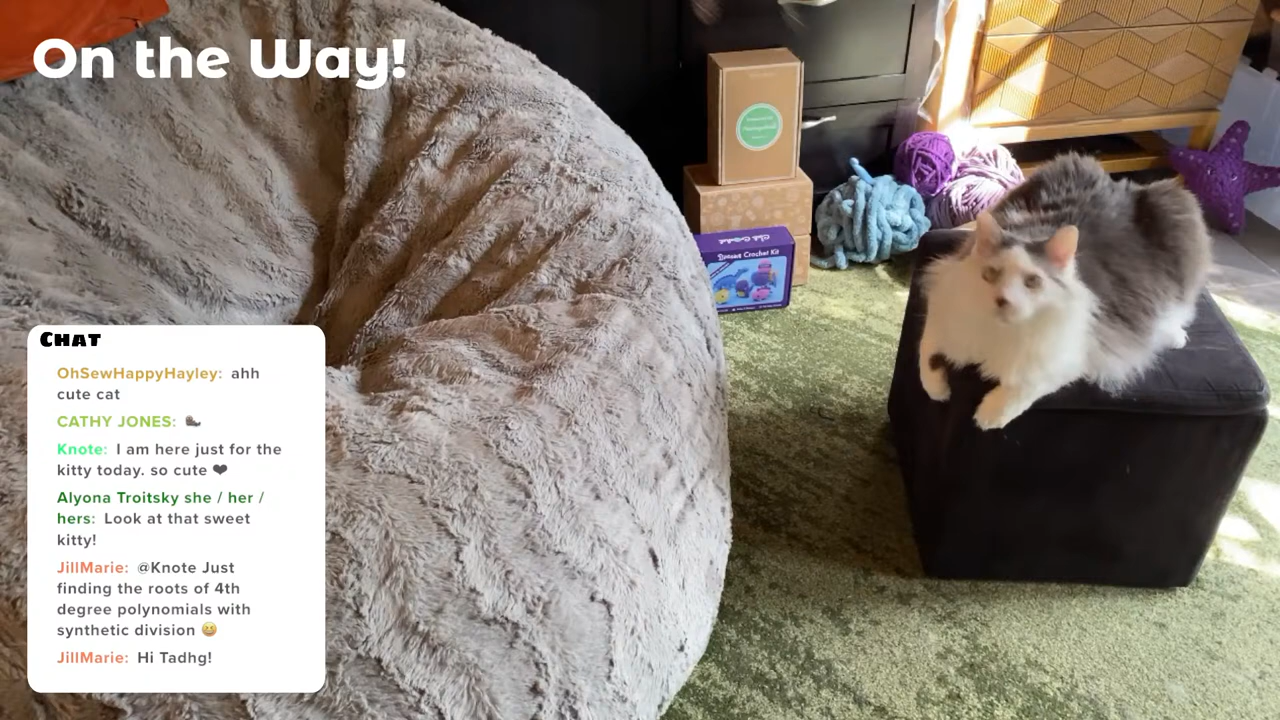 On the Way!
Crochet Kit
CHAT
OhSewHappyHayley: ahh
cute cat
CATHY JONES: 🥾
Knote: I am here just for the
kitty today. so cute ❤
Alyona Troitsky she / her /
hers: Look at that sweet
kitty!
JillMarie: @Knote Just
finding the roots of 4th
degree polynomials with
synthetic division 😆
JillMarie: Hi Tadhg!